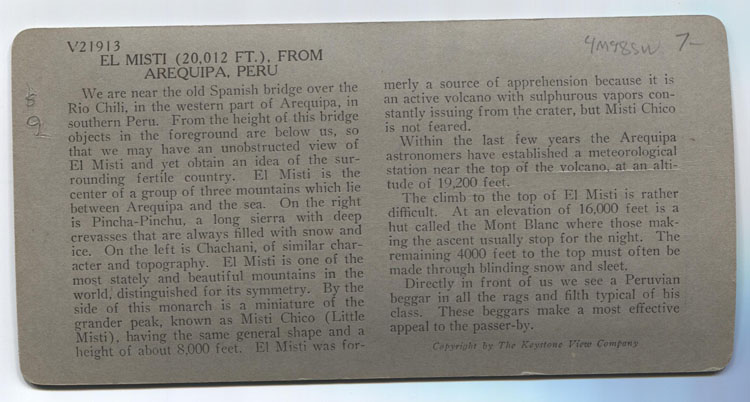 V21913
EL MISTI (20,012 FT.), FROM
AREQUIPA, PERU
We are near the old Spanish bridge over the
Rio Chili, in the western part of Arequipa, in
southern Peru. From the height of this bridge
objects in the foreground are below us, so
that we may have an unobstructed view of
El Misti and yet obtain an idea of the sur-
rounding fertile country. El Misti is the
center of a group of three mountains which lie
between Arequipa and the sea. On the right
is Pincha-Pinchu, a long sierra with deep
crevasses that are always filled with snow and
ice. On the left is Chachani, of similar char-
acter and topography. El Misti is one of the
most stately and beautiful mountains in the
world, distinguished for its symmetry. By the
side of this monarch is a miniature of the
grander peak, known as Misti Chico (Little
Misti), having the same general shape and a
height of about 8,000 feet. El Misti was for-
merly a source of apprehension because it is
an active volcano with sulphurous vapors con-
stantly issuing from the crater, but Misti Chico
is not feared.
Within the last few years the Arequipa
astronomers have established a meteorological
station near the top of the volcano, at an alti-
tude of 19,200 feet.
The climb to the top of El Misti is rather
difficult. At an elevation of 16,000 feet is a
hut called the Mont Blanc where those mak-
ing the ascent usually stop for the night. The
remaining 4000 feet to the top must often be
made through blinding snow and sleet.
Directly in front of us we see a Peruvian
beggar in all the rags and filth typical of his
class. These beggars make a most effective
appeal to the passer-by.
Copyright by The Keystone View Company
7-